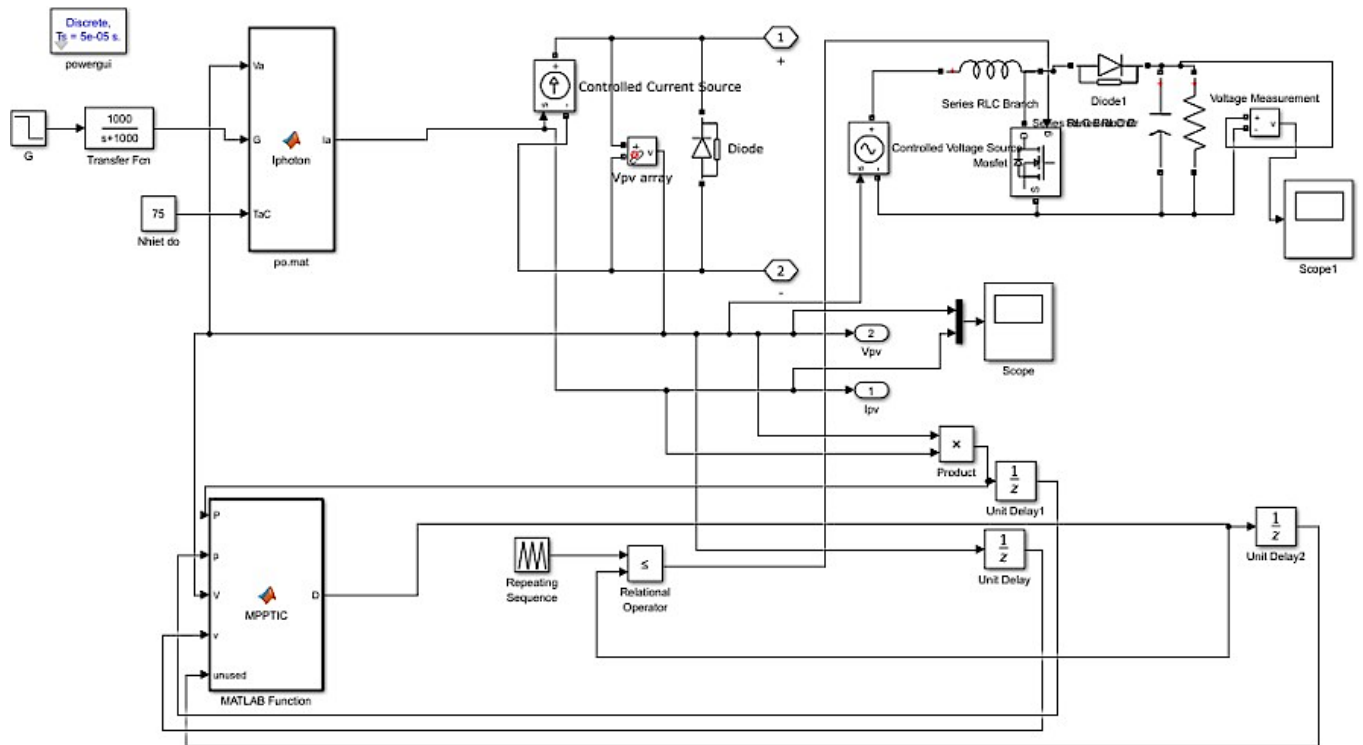 Discrete,
Ts = 5e-05 s.
powergui
G
1000
s+1000
Transfer Fcn
75
Nhiet do
Va
G
TaC
Iphoton
Ia
po.mat
+
s
-
Controlled Current Source
+
-
v
Vpv array
Diode
1
+
2
-
+
s
-
Controlled Voltage Source
+
Series RLC Branch
g
D
S
Mosfet
Diode1
+
+
Voltage Measurement
+
-
v
Scope1
2
Vpv
1
Ipv
Scope
×
Product
1
z
Unit Delay1
1
z
Unit Delay
1
z
Unit Delay2
Repeating
Sequence
≤
Relational
Operator
P
p
V
v
unused
MPPTIC
D
MATLAB Function